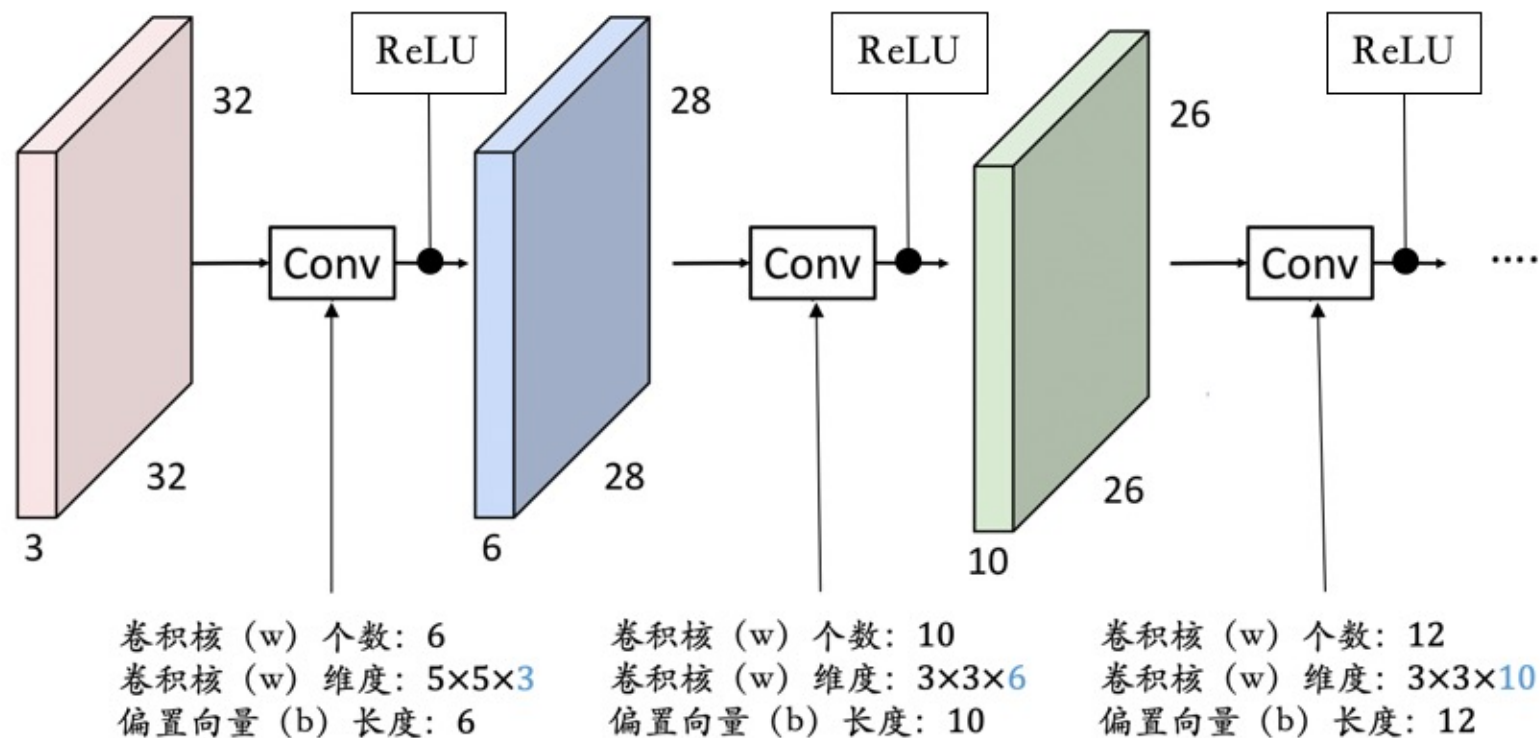 ReLU
ReLU
ReLU
32
28
26
Conv
Conv
Conv
....
32
28
26
3
6
10
卷积核（w）个数：6
卷积核（w）维度：5×5×3
偏置向量（b）长度：6
卷积核（w）个数：10
卷积核（w）维度：3×3×6
偏置向量（b）长度：10
卷积核（w）个数：12
卷积核（w）维度：3×3×10
偏置向量（b）长度：12